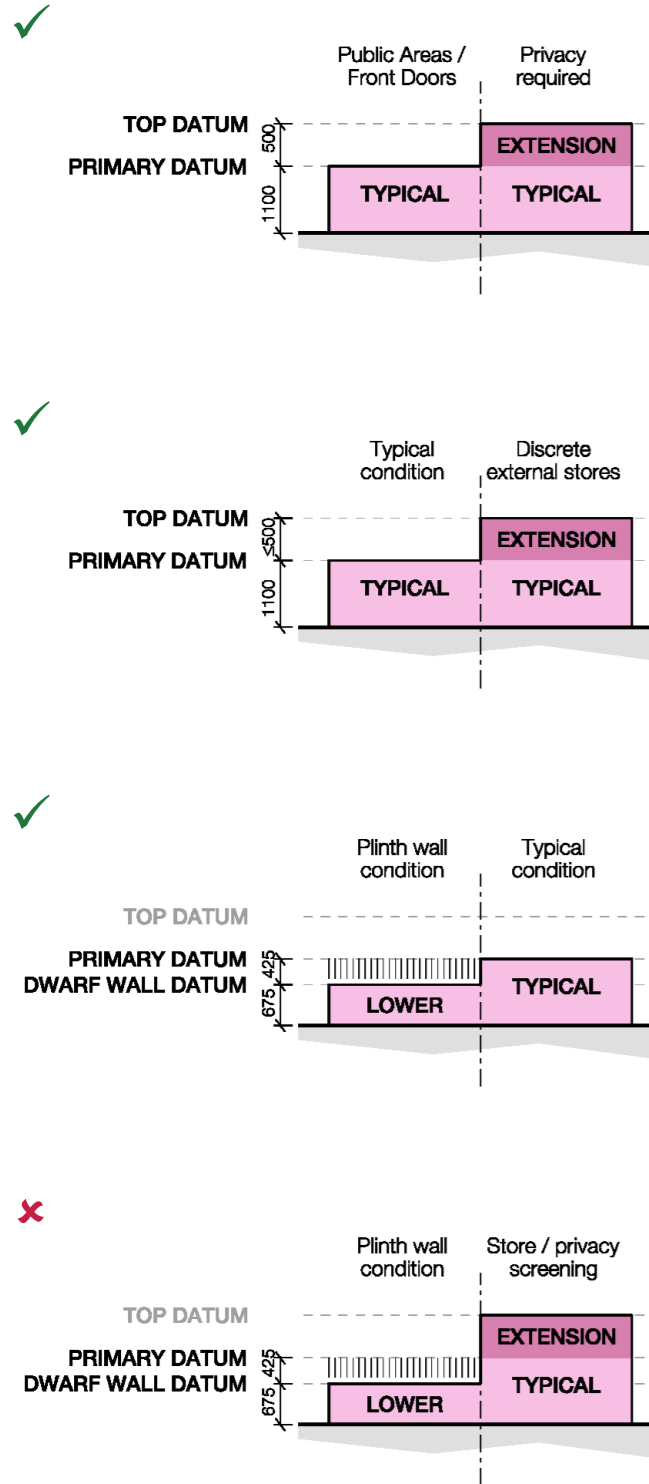 Public Areas /
Front Doors
Privacy
required
TOP DATUM
500
EXTENSION
PRIMARY DATUM
1100
TYPICAL
TYPICAL
Typical
condition
Discrete
external stores
TOP DATUM
≤500
EXTENSION
PRIMARY DATUM
1100
TYPICAL
TYPICAL
Plinth wall
condition
Typical
condition
TOP DATUM
PRIMARY DATUM
425
DWARF WALL DATUM
675
LOWER
TYPICAL
Plinth wall
condition
Store / privacy
screening
TOP DATUM
EXTENSION
PRIMARY DATUM
425
DWARF WALL DATUM
675
LOWER
TYPICAL